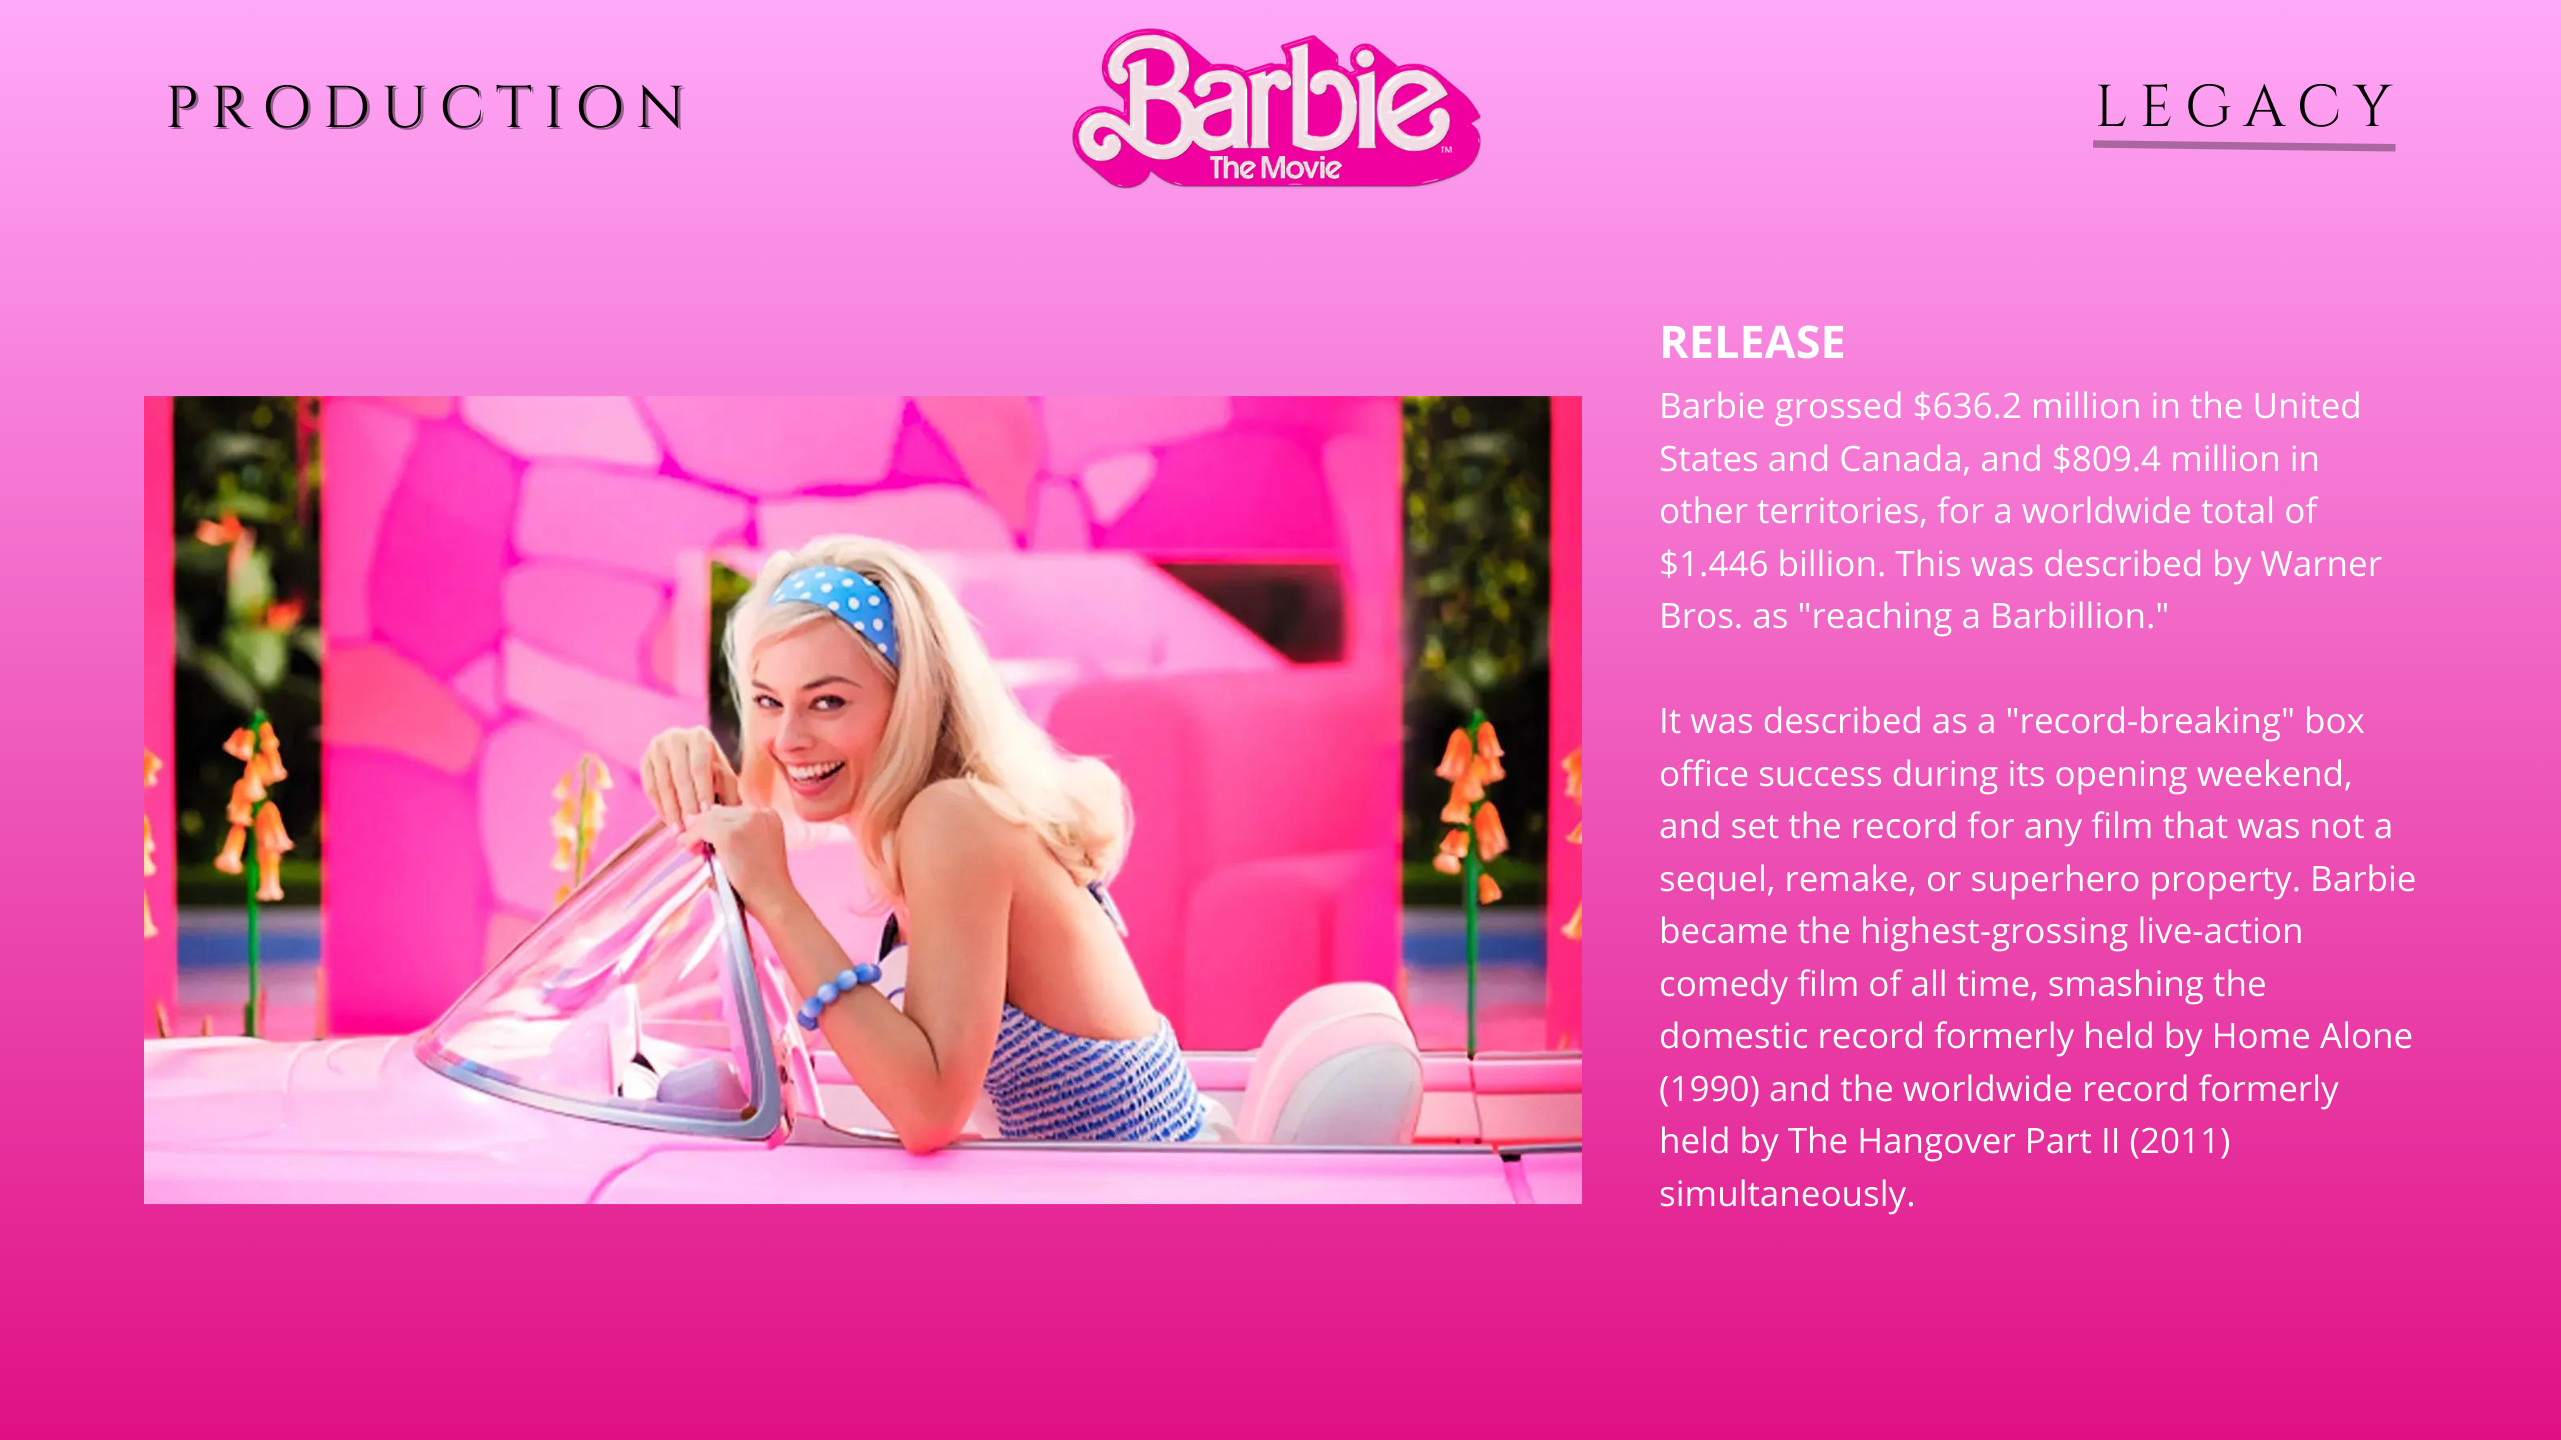 PRODUCTION
Barbie
The Movie
TM
LEGACY
RELEASE
Barbie grossed $636.2 million in the United
States and Canada, and $809.4 million in
other territories, for a worldwide total of
$1.446 billion. This was described by Warner
Bros. as "reaching a Barbillion."
It was described as a "record-breaking" box
office success during its opening weekend,
and set the record for any film that was not a
sequel, remake, or superhero property. Barbie
became the highest-grossing live-action
comedy film of all time, smashing the
domestic record formerly held by Home Alone
(1990) and the worldwide record formerly
held by The Hangover Part II (2011)
simultaneously.